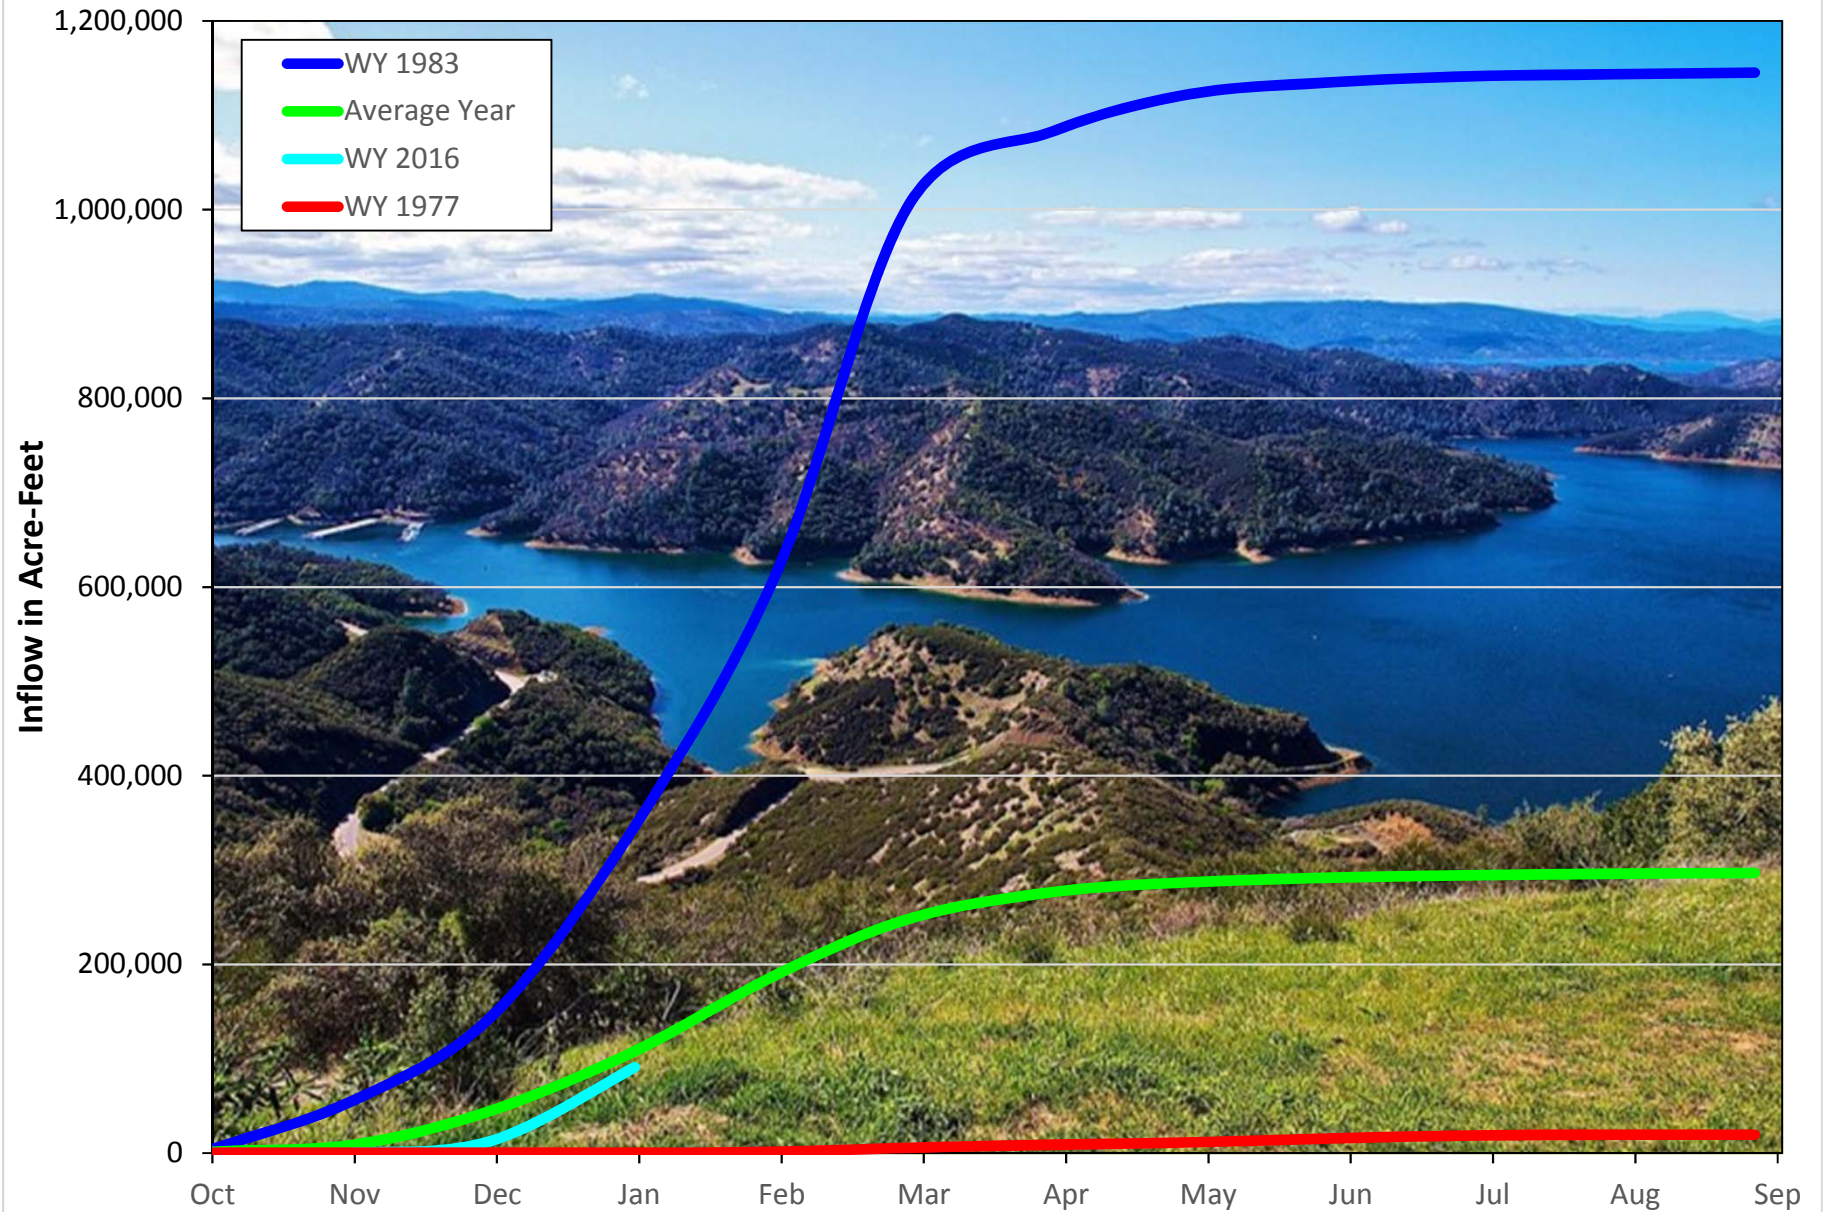 1,200,000
1,000,000
800,000
600,000
400,000
200,000
0
Inflow in Acre-Feet
WY 1983
Average Year
WY 2016
WY 1977
Oct Nov Dec Jan Feb Mar Apr May Jun Jul Aug Sep